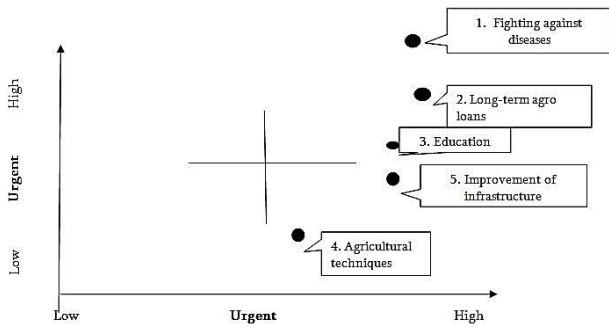 1. Fighting against
diseases
High
2. Long-term agro
loans
3. Education
Urgent
5. Improvement of
infrastructure
4. Agricultural
techniques
Low
Low
Urgent
High